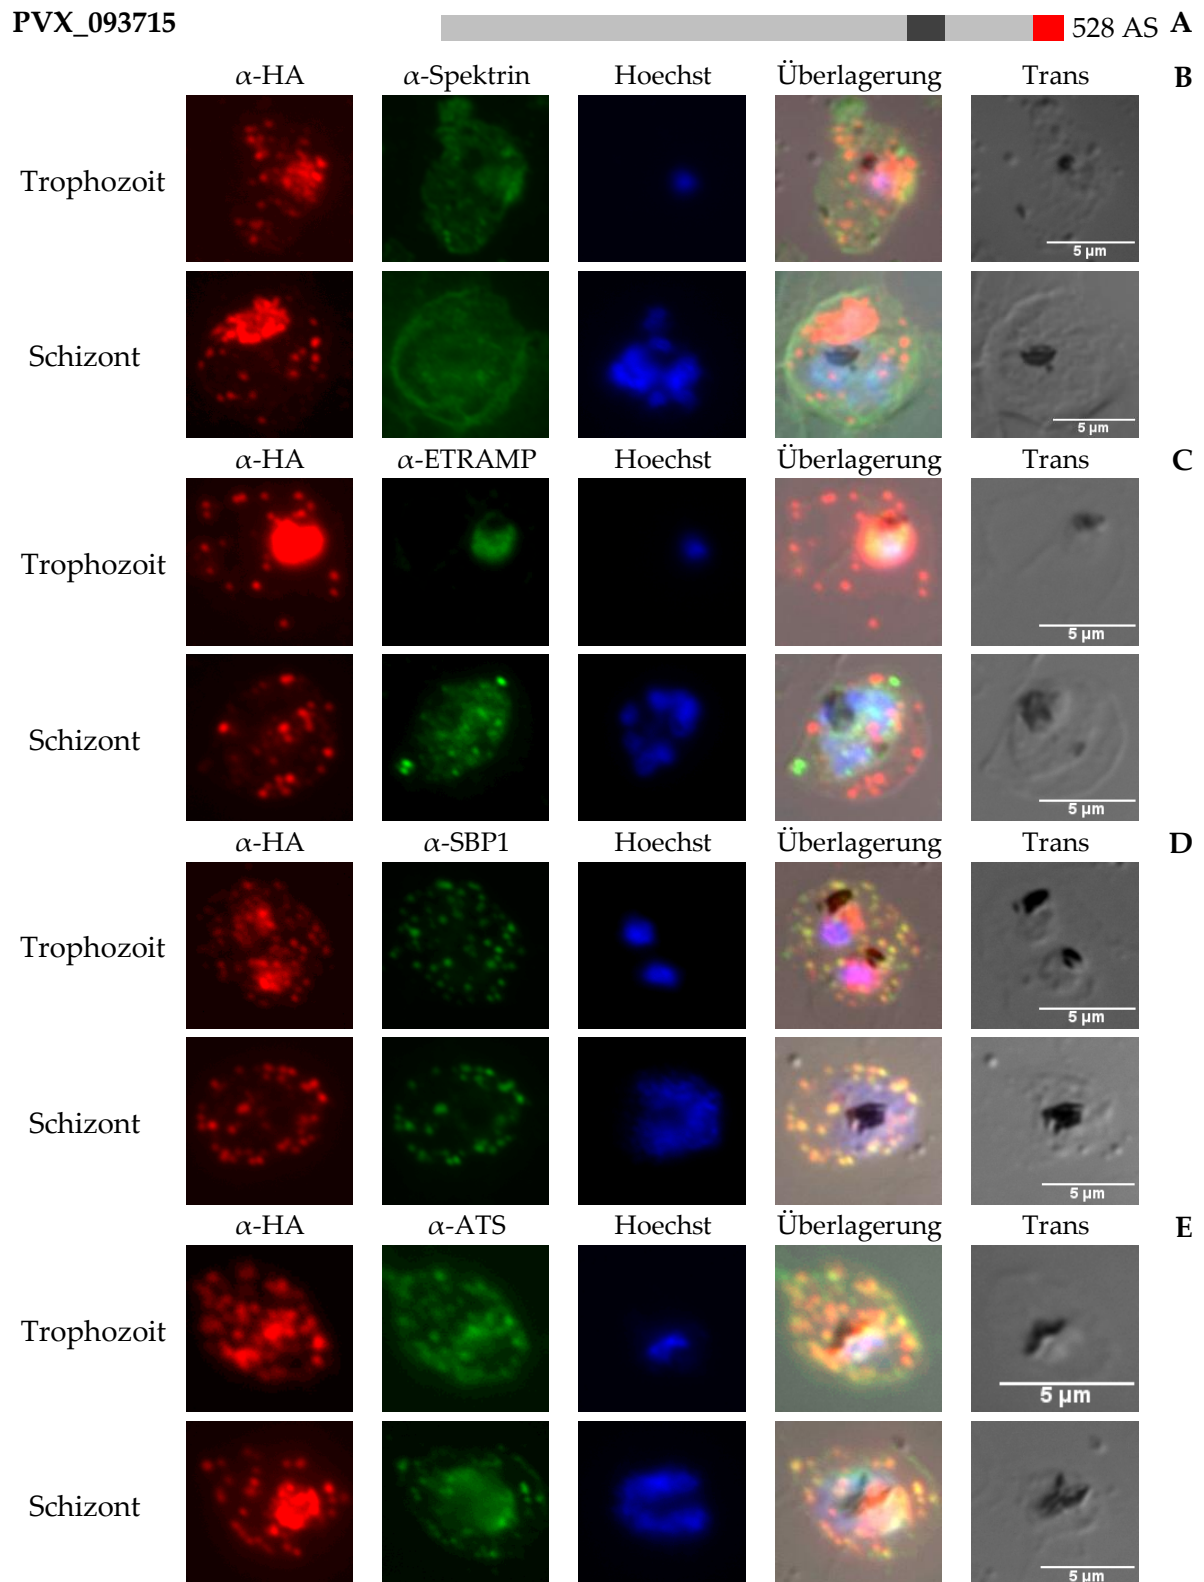 PVX_093715 528 AS A
α-HA α-Spektrin Hoechst Überlagerung Trans B
Trophozoit
5 µm
Schizont
5 µm
α-HA α-ETRAMP Hoechst Überlagerung Trans C
Trophozoit
5 µm
Schizont
5 µm
α-HA α-SBP1 Hoechst Überlagerung Trans D
Trophozoit
5 µm
Schizont
5 µm
α-HA α-ATS Hoechst Überlagerung Trans E
Trophozoit
5 µm
Schizont
5 µm